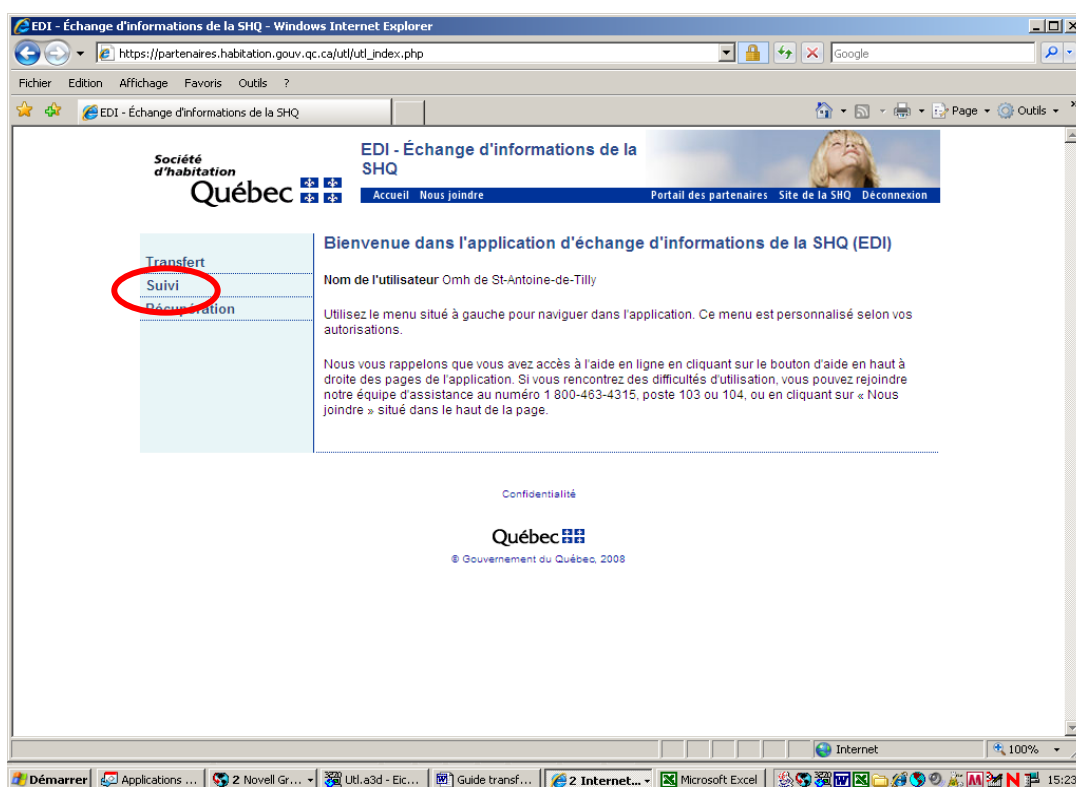 EDI - Échange d'informations de la SHQ - Windows Internet Explorer
https://partenaires.habitation.gouv.qc.ca/utl/utl_index.php
Google
Fichier Edition Affichage Favoris Outils ?
EDI - Échange d'informations de la SHQ
Page Outils
Société
d'habitation
Québec
EDI - Échange d'informations de la
SHQ
Accueil Nous joindre Portail des partenaires Site de la SHQ Déconnexion
Transfert
Suivi
Récupération
Bienvenue dans l'application d'échange d'informations de la SHQ (EDI)
Nom de l'utilisateur Omh de St-Antoine-de-Tilly
Utilisez le menu situé à gauche pour naviguer dans l'application. Ce menu est personnalisé selon vos
autorisations.
Nous vous rappelons que vous avez accès à l'aide en ligne en cliquant sur le bouton d'aide en haut à
droite des pages de l'application. Si vous rencontrez des difficultés d'utilisation, vous pouvez rejoindre
notre équipe d'assistance au numéro 1 800-463-4315, poste 103 ou 104, ou en cliquant sur « Nous
joindre » situé dans le haut de la page.
Confidentialité
Québec
© Gouvernement du Québec, 2008
Internet 100%
Démarrer Applications ... 2 Novell Gr... Utl.a3d - Eic... Guide transf... 2 Internet... Microsoft Excel 15:23